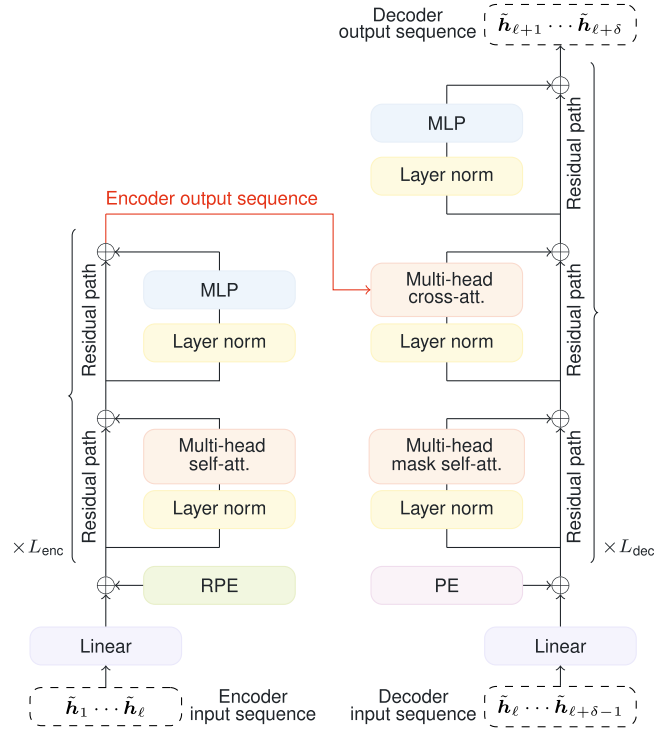 Decoder
output sequence
h̃ℓ+1 ··· h̃ℓ+δ
MLP
Layer norm
Residual path
Encoder output sequence
Multi-head
cross-att.
Layer norm
Residual path
MLP
Layer norm
Residual path
Multi-head
self-att.
Layer norm
Residual path
Multi-head
mask self-att.
Layer norm
Residual path
× Lenc
× Ldec
RPE
PE
Linear
Linear
h̃1 ··· h̃ℓ
Encoder
input sequence
Decoder
input sequence
h̃ℓ ··· h̃ℓ+δ−1